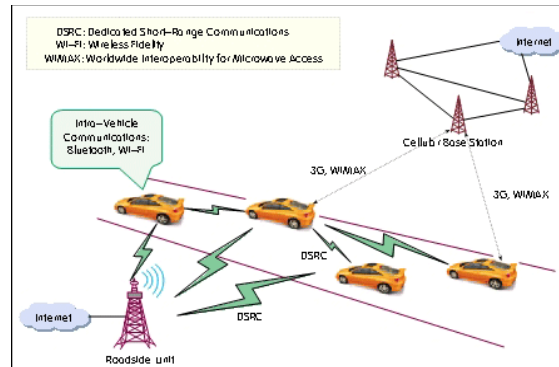 DSRC: Dedicated Short-Range Communications
Wi-Fi: Wireless Fidelity
WiMAX: Worldwide Interoperability for Microwave Access
Internet
Intra-Vehicle
Communications:
Bluetooth, Wi-Fi
Cellular Base Station
3G, WiMAX
3G, WiMAX
DSRC
DSRC
Internet
Roadside unit